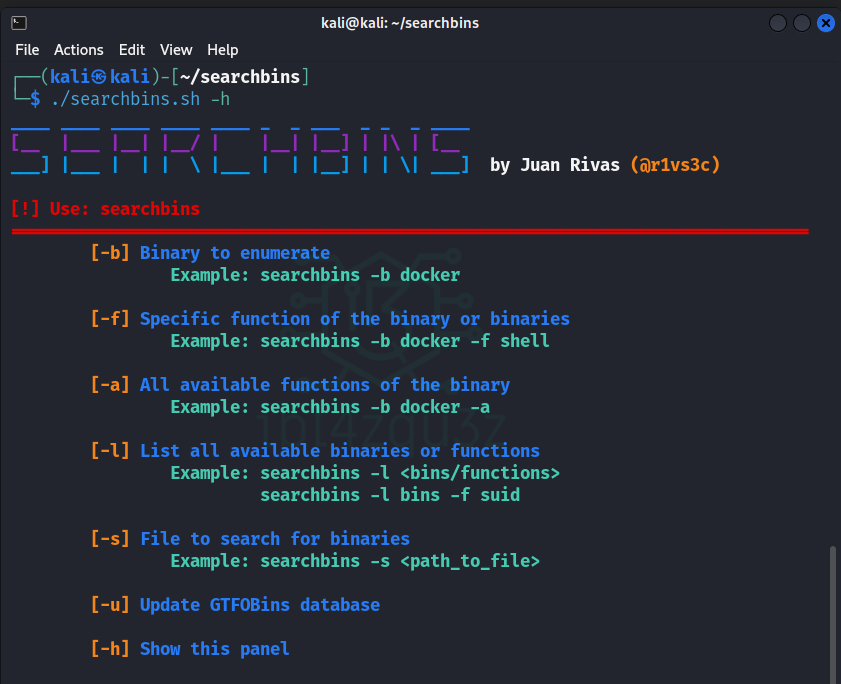 kali@kali: ~/searchbins
File Actions Edit View Help
┌──(kali㉿kali)-[~/searchbins]
└─$ ./searchbins.sh -h
SEARCHBINS by Juan Rivas (@r1vs3c)
[!] Use: searchbins
[-b] Binary to enumerate
Example: searchbins -b docker
[-f] Specific function of the binary or binaries
Example: searchbins -b docker -f shell
[-a] All available functions of the binary
Example: searchbins -b docker -a
1pl4zqu3z
[-l] List all available binaries or functions
Example: searchbins -l <bins/functions>
searchbins -l bins -f suid
[-s] File to search for binaries
Example: searchbins -s <path_to_file>
[-u] Update GTFOBins database
[-h] Show this panel